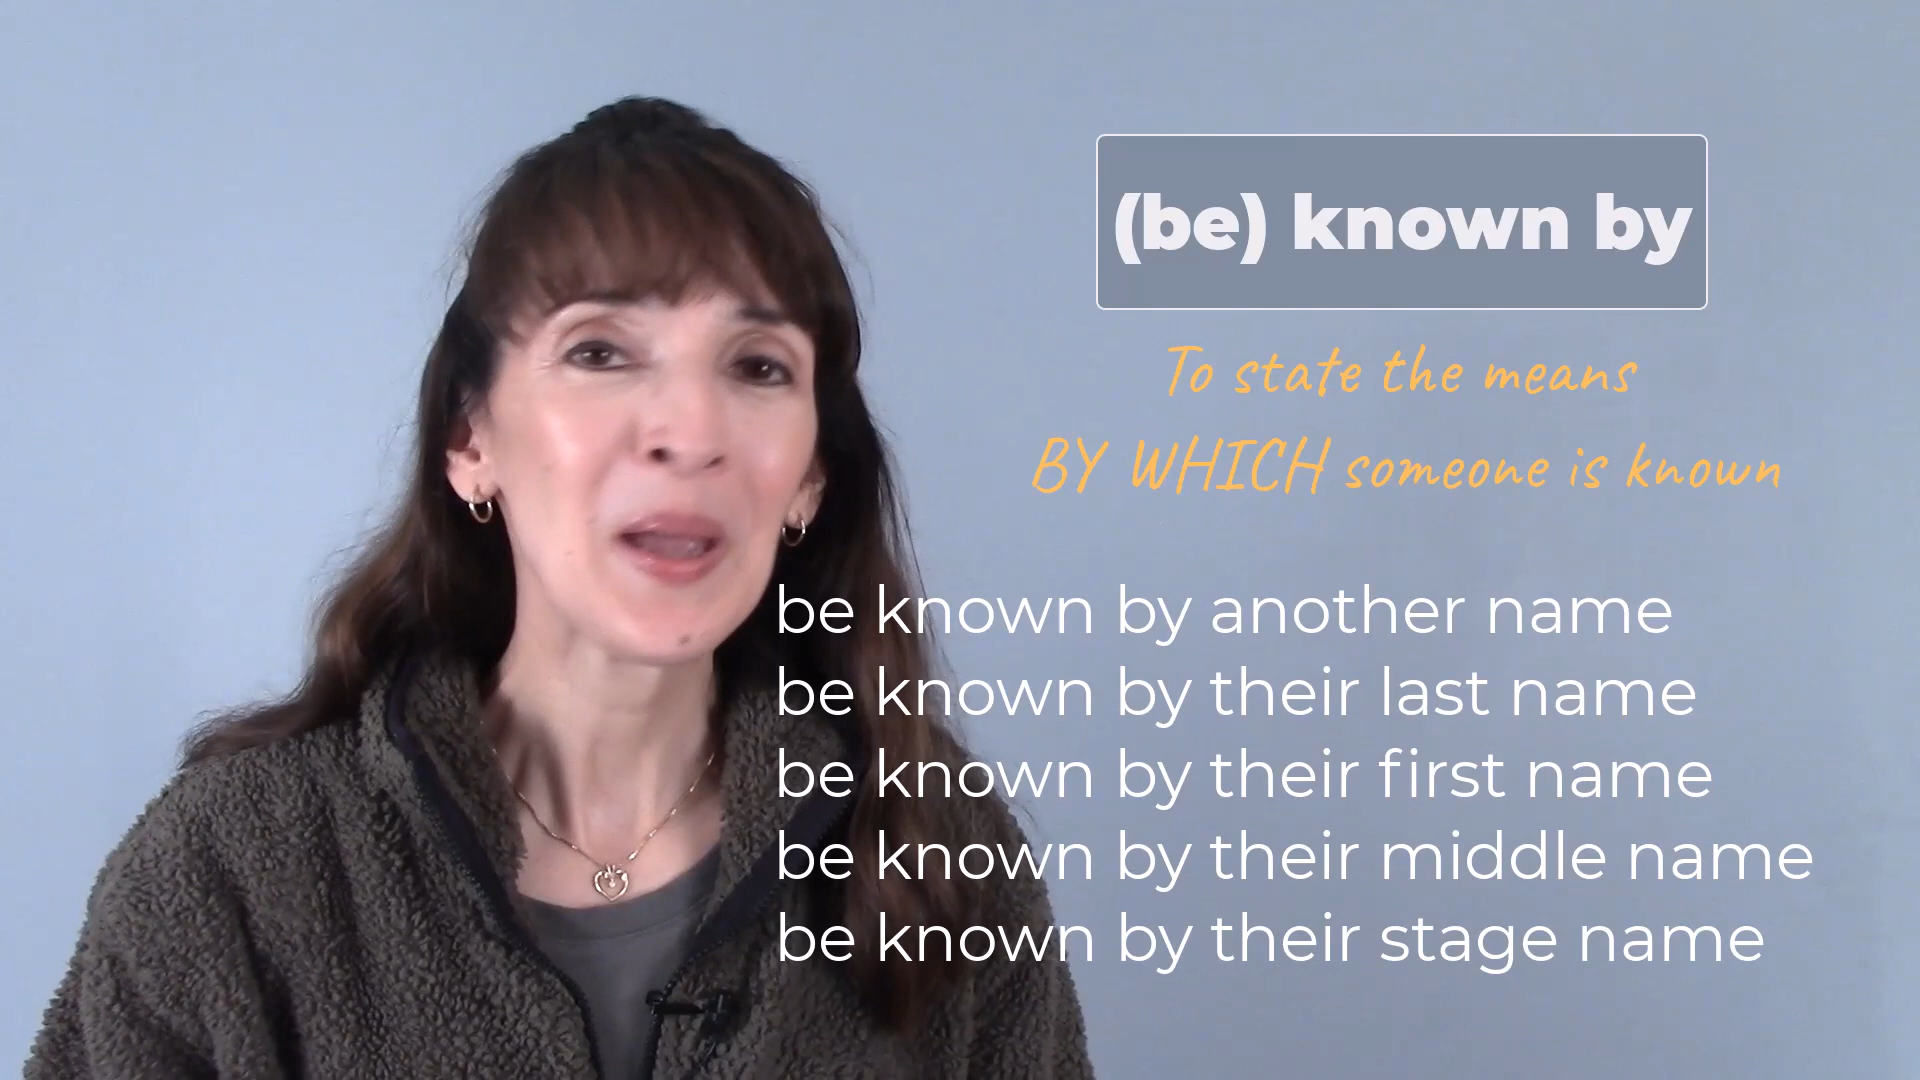 (be) known by
To state the means
BY WHICH someone is known
be known by another name
be known by their last name
be known by their first name
be known by their middle name
be known by their stage name